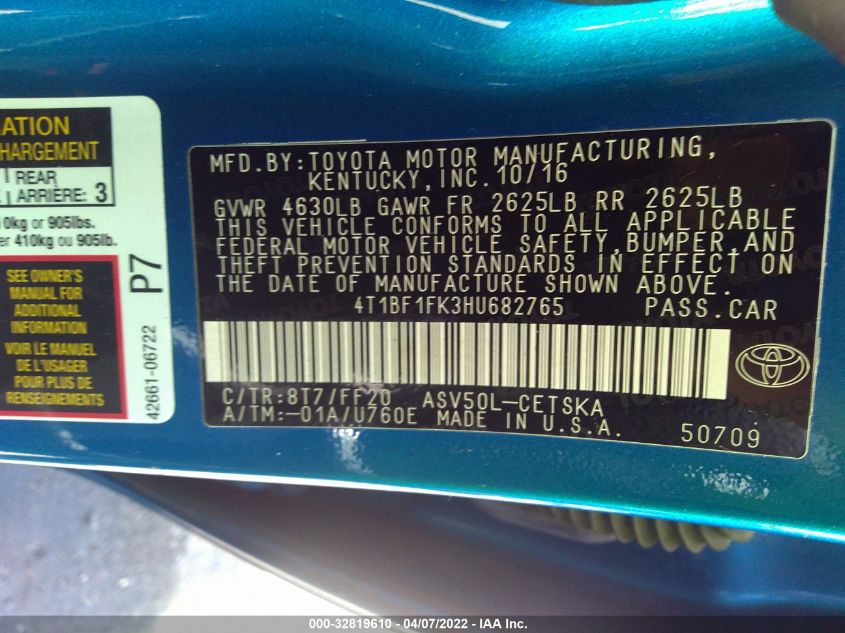 ATION
HARGEMENT
REAR
ARRIÈRE: 3
10kg or 905lbs.
er 410kg ou 905lb.
SEE OWNER'S
MANUAL FOR
ADDITIONAL
INFORMATION
VOIR LE MANUEL
DE L'USAGER
POUR PLUS DE
RENSEIGNEMENTS
P7
42661-06722
MFD.BY:TOYOTA MOTOR MANUFACTURING,
KENTUCKY,INC.10/16
GVWR 4630LB GAWR FR 2625LB RR 2625LB
THIS VEHICLE CONFORMS TO ALL APPLICABLE
FEDERAL MOTOR VEHICLE SAFETY,BUMPER,AND
THEFT PREVENTION STANDARDS IN EFFECT ON
THE DATE OF MANUFACTURE SHOWN ABOVE.
4T1BF1FK3HU682765 PASS.CAR
C/TR:8T7/FF20 ASV50L-CETSKA
A/TM:-01A/U760E MADE IN U.S.A.
50709
000-32819610 - 04/07/2022 - IAA Inc.